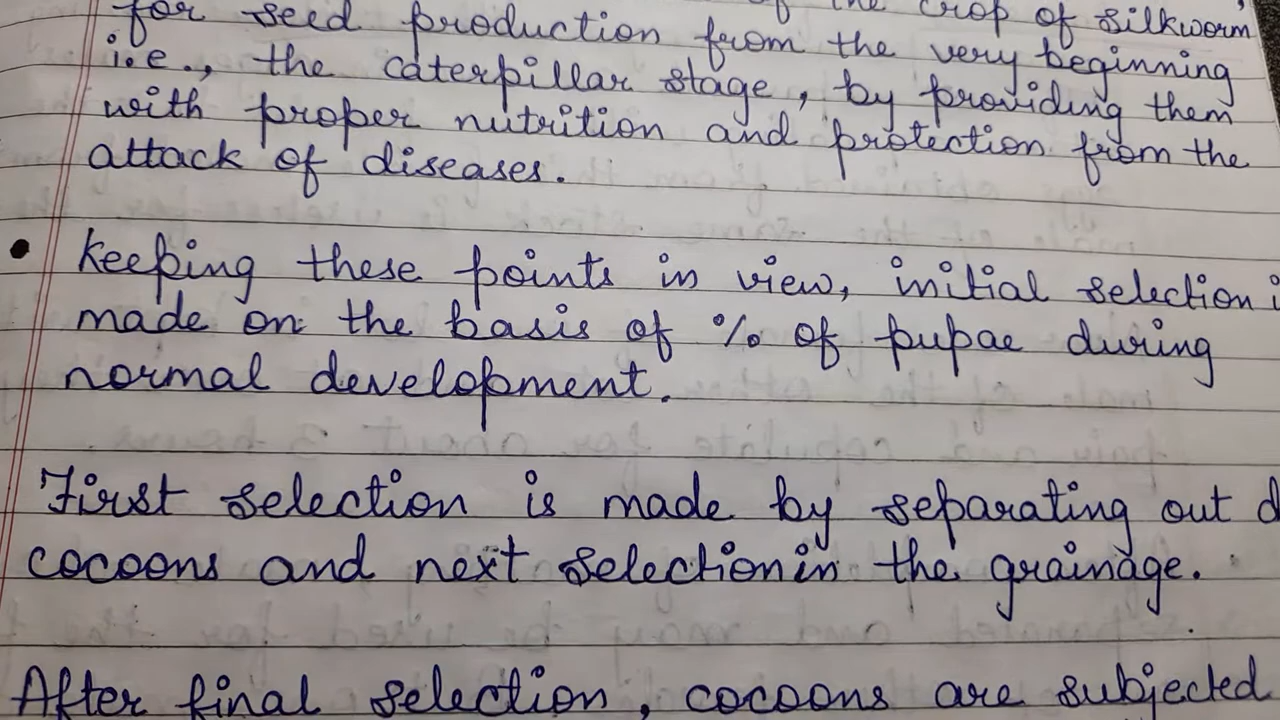 for seed production from the very beginning
i.e., the caterpillar stage, by providing them
with proper nutrition and protection from the
attack of diseases.
• Keeping these points in view, initial selection
made on the basis of % of pupae during
normal development.
First selection is made by separating out
cocoons and next selection in the grainage.
After final selection, cocoons are subjected